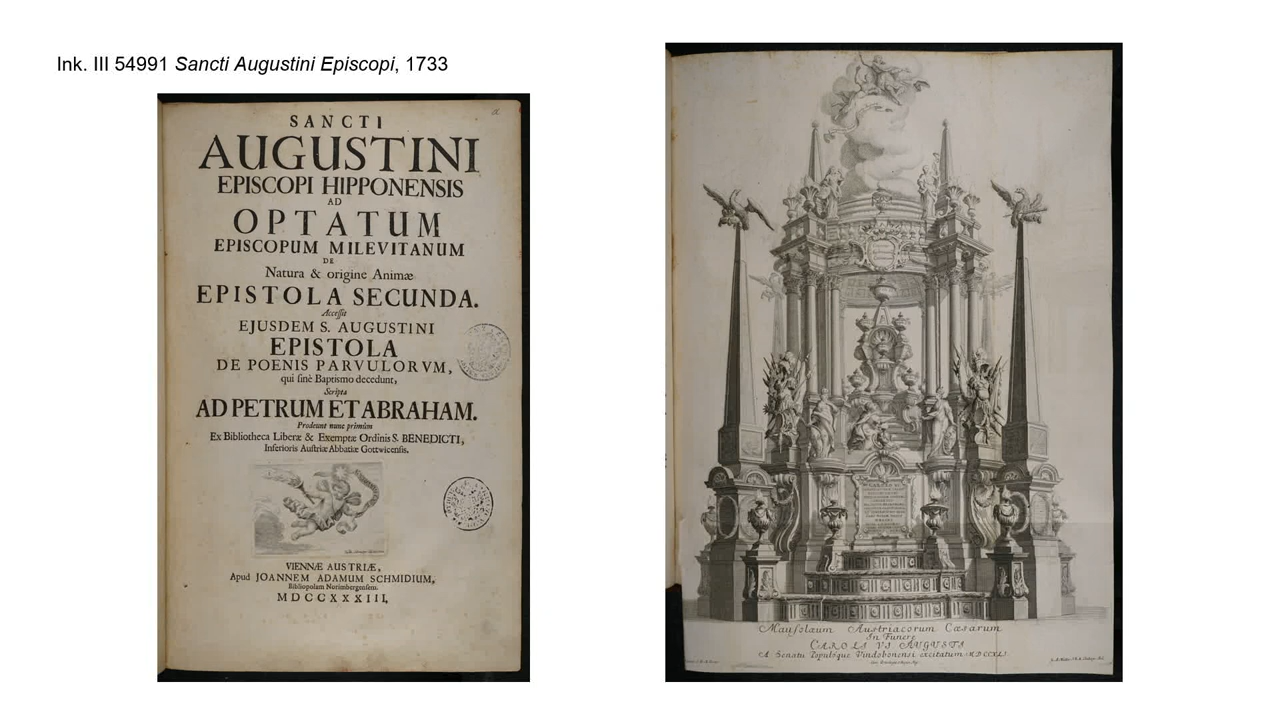 Ink. III 54991 Sancti Augustini Episcopi, 1733
SANCTI
AUGUSTINI
EPISCOPI HIPPONENSIS
AD
OPTATUM
EPISCOPUM MILEVITANUM
DE
Natura & origine Animæ
EPISTOLA SECUNDA.
Accessit
EJUSDEM S. AUGUSTINI
EPISTOLA
DE POENIS PARVULORVM,
qui sinè Baptismo decedunt,
Scripta
AD PETRUM ET ABRAHAM.
Prodeunt nunc primùm
Ex Bibliotheca Liberæ & Exemptæ Ordinis S. BENEDICTI,
Inferioris Austriæ Abbatiæ Gottwicensis.
VIENNÆ AUSTRIÆ,
Apud JOANNEM ADAMUM SCHMIDIUM,
Bibliopolam Norimbergensem.
MDCCXXXIII.
Mausolæum Austriacorum Cæsarum
In Funere
CAROLI VI AUGUSTI
A Senatu Populoque Vindobonensi excitatum MDCCXLI